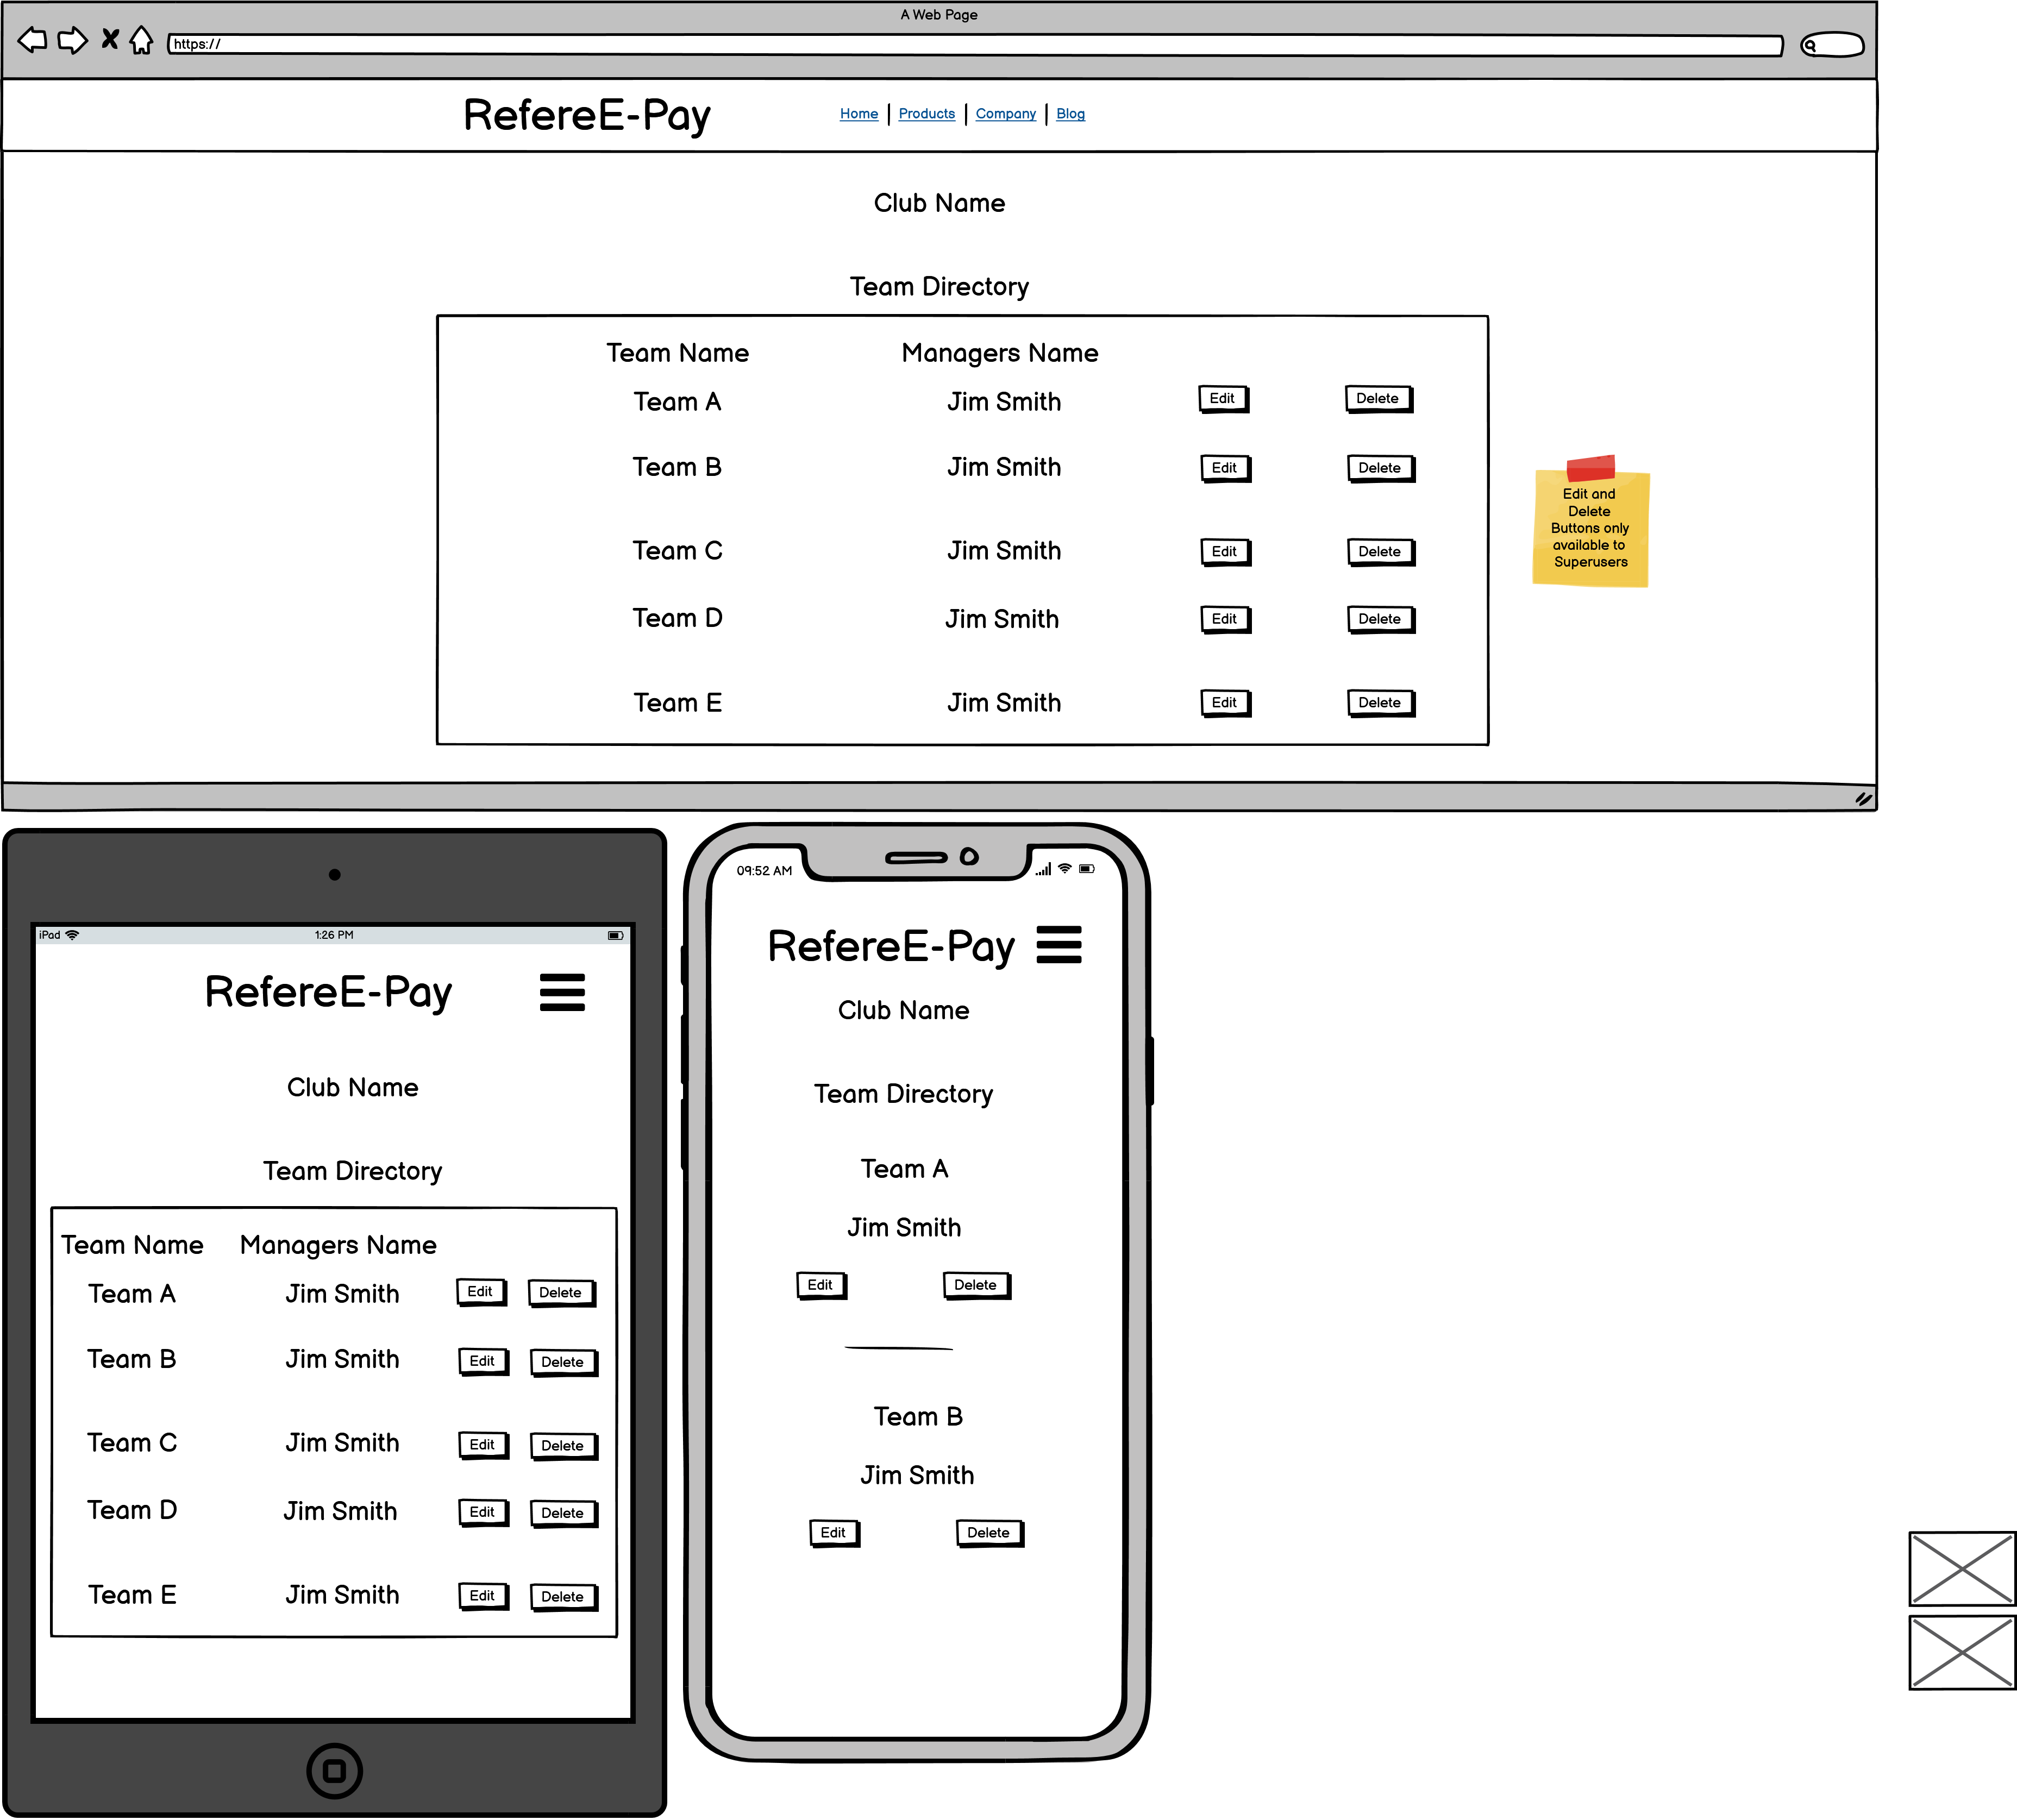 A Web Page
https://
RefereE-Pay
Home Products Company Blog
Club Name
Team Directory
Team Name Managers Name
Team A Jim Smith Edit Delete
Team B Jim Smith Edit Delete
Team C Jim Smith Edit Delete
Team D Jim Smith Edit Delete
Team E Jim Smith Edit Delete
Edit and
Delete
Buttons only
available to
Superusers
iPad 1:26 PM
RefereE-Pay
Club Name
Team Directory
Team Name Managers Name
Team A Jim Smith Edit Delete
Team B Jim Smith Edit Delete
Team C Jim Smith Edit Delete
Team D Jim Smith Edit Delete
Team E Jim Smith Edit Delete
09:52 AM
RefereE-Pay
Club Name
Team Directory
Team A
Jim Smith
Edit Delete
Team B
Jim Smith
Edit Delete